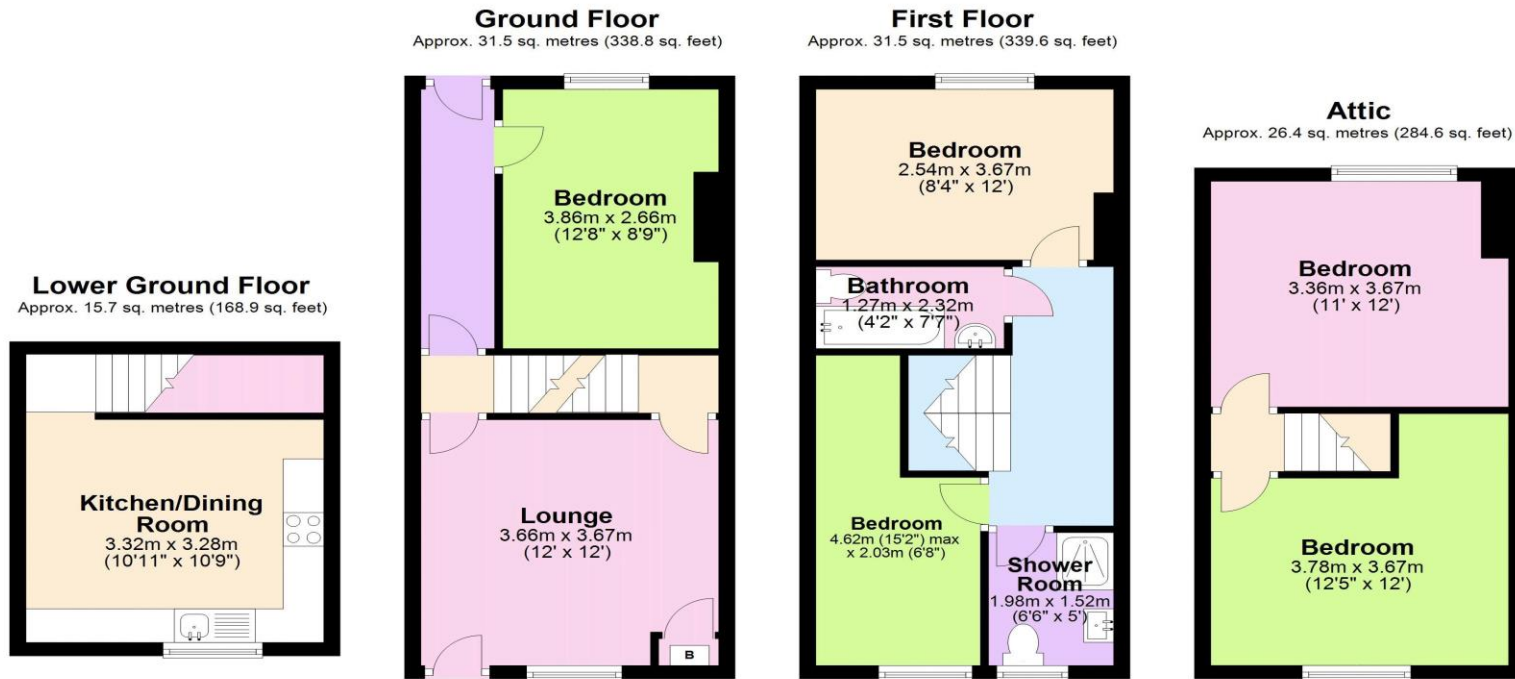 Ground Floor
Approx. 31.5 sq. metres (338.8 sq. feet)
Bedroom
3.86m x 2.66m
(12'8" x 8'9")
Lounge
3.66m x 3.67m
(12' x 12')
B
First Floor
Approx. 31.5 sq. metres (339.6 sq. feet)
Bedroom
2.54m x 3.67m
(8'4" x 12')
Bathroom
1.27m x 2.32m
(4'2" x 7'7")
Bedroom
4.62m (15'2") max
x 2.03m (6'8")
Shower
Room
1.98m x 1.52m
(6'6" x 5')
Attic
Approx. 26.4 sq. metres (284.6 sq. feet)
Bedroom
3.36m x 3.67m
(11' x 12')
Bedroom
3.78m x 3.67m
(12'5" x 12')
Lower Ground Floor
Approx. 15.7 sq. metres (168.9 sq. feet)
Kitchen/Dining
Room
3.32m x 3.28m
(10'11" x 10'9")